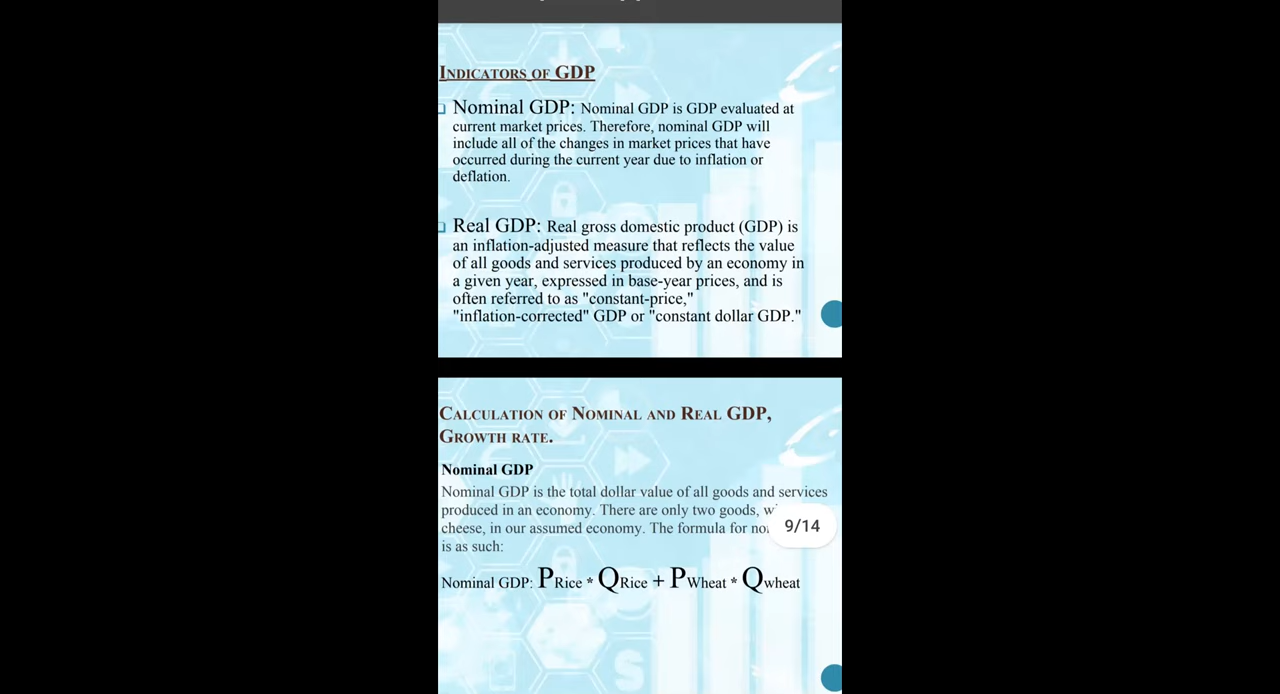 INDICATORS OF GDP
Nominal GDP: Nominal GDP is GDP evaluated at
current market prices. Therefore, nominal GDP will
include all of the changes in market prices that have
occurred during the current year due to inflation or
deflation.
Real GDP: Real gross domestic product (GDP) is
an inflation-adjusted measure that reflects the value
of all goods and services produced by an economy in
a given year, expressed in base-year prices, and is
often referred to as "constant-price,"
"inflation-corrected" GDP or "constant dollar GDP."
CALCULATION OF NOMINAL AND REAL GDP,
GROWTH RATE.
Nominal GDP
Nominal GDP is the total dollar value of all goods and services
produced in an economy. There are only two goods,
cheese, in our assumed economy. The formula for
9/14
is as such:
Nominal GDP: PRice * QRice + PWheat * Qwheat